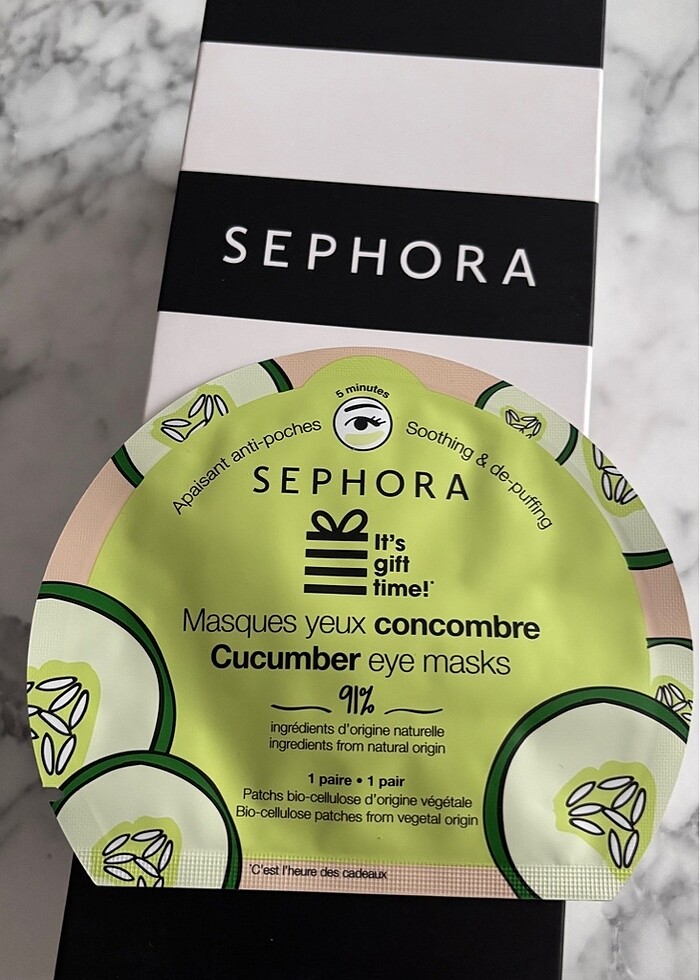 SEPHORA
5 minutes
Apaisant anti-poches
Soothing & de-puffing
SEPHORA
It's
gift
time!*
Masques yeux concombre
Cucumber eye masks
91%
ingrédients d'origine naturelle
ingredients from natural origin
1 paire • 1 pair
Patchs bio-cellulose d'origine végétale
Bio-cellulose patches from vegetal origin
*C'est l'heure des cadeaux